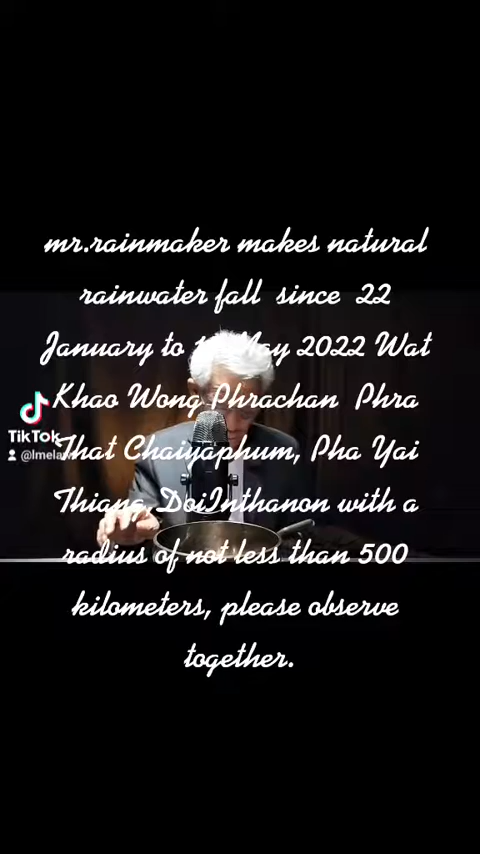 mr.rainmaker makes natural
rainwater fall since 22
January to May 2022 Wat
Khao Wong Phrachan Phra
That Chaiyaphum, Pha Yai
Thiang, DoiInthanon with a
radius of not less than 500
kilometers, please observe
together.
TikTok